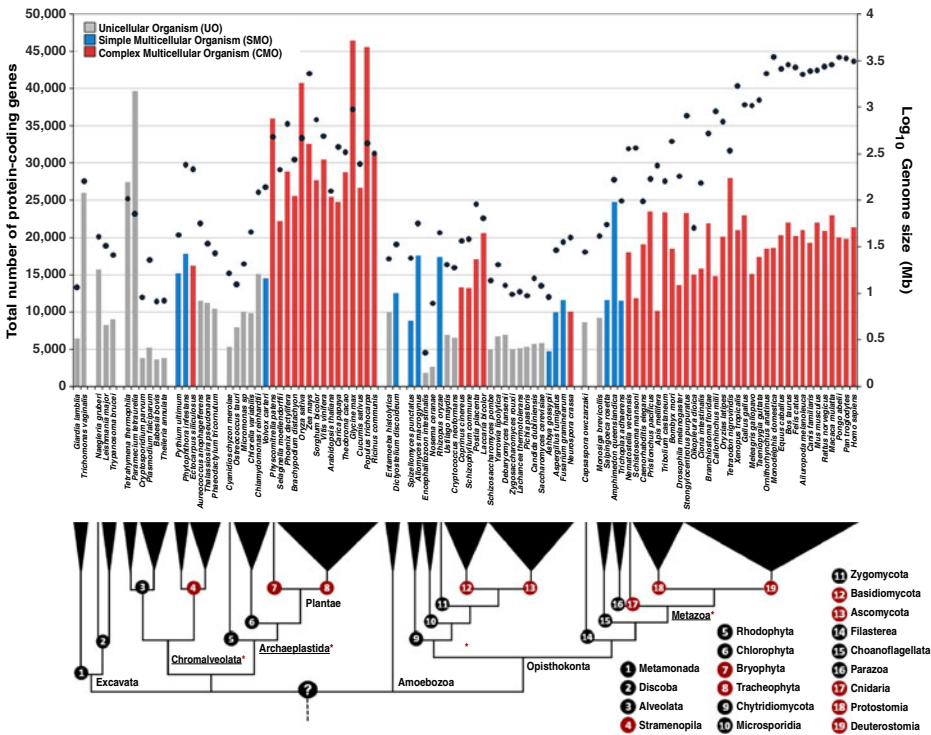 50,000
45,000
40,000
35,000
30,000
25,000
20,000
15,000
10,000
5,000
0
Total number of protein-coding genes
Unicellular Organism (UO)
Simple Multicellular Organism (SMO)
Complex Multicellular Organism (CMO)
4
3.5
3
2.5
2
1.5
1
0.5
0
Log10 Genome size (Mb)
Giardia lamblia
Trichomonas vaginalis
Naegleria gruberi
Leishmania major
Trypanosoma brucei
Tetrahymena thermophila
Paramecium tetraurelia
Cryptosporidium parvum
Plasmodium falciparum
Babesia bovis
Theileria annulata
Pythium ultimum
Phytophthora infestans
Ectocarpus siliculosus
Aureococcus anophagefferens
Thalassiosira pseudonana
Phaeodactylum tricornutum
Cyanidioschyzon merolae
Ostreococcus tauri
Micromonas sp
Chlorella variabilis
Chlamydomonas reinhardtii
Volvox carteri
Physcomitrella patens
Selaginella moellendorffii
Phoenix dactylifera
Brachypodium distachyon
Oryza sativa
Zea mays
Sorghum bicolor
Vitis vinifera
Arabidopsis thaliana
Carica papaya
Theobroma cacao
Glycine max
Cucumis sativus
Populus trichocarpa
Ricinus communis
Entamoeba histolytica
Dictyostelium discoideum
Spizellomyces punctatus
Allomyces macrogynus
Encephalitozoon intestinalis
Nosema ceranae
Rhizopus oryzae
Ustilago maydis
Cryptococcus neoformans
Schizophyllum commune
Postia placenta
Laccaria bicolor
Schizosaccharomyces pombe
Yarrowia lipolytica
Debaryomyces hansenii
Zygosaccharomyces rouxii
Lachancea thermotolerans
Pichia pastoris
Candida dubliniensis
Saccharomyces cerevisiae
Ashbya gossypii
Aspergillus fumigatus
Fusarium graminearum
Neurospora crassa
Capsaspora owczarzaki
Monosiga brevicollis
Salpingoeca rosetta
Amphimedon queenslandica
Trichoplax adhaerens
Nematostella vectensis
Schistosoma mansoni
Caenorhabditis elegans
Pristionchus pacificus
Tribolium castaneum
Bombyx mori
Drosophila melanogaster
Oikopleura dioica
Ciona intestinalis
Branchiostoma floridae
Callorhinchus milii
Oryzias latipes
Tetraodon nigroviridis
Xenopus tropicalis
Gallus gallus
Meleagris gallopavo
Taeniopygia guttata
Ornithorhynchus anatinus
Monodelphis domestica
Bos taurus
Felis catus
Canis familiaris
Mus musculus
Rattus norvegicus
Macaca mulatta
Pongo abelii
Pan troglodytes
Homo sapiens
1
2
3
4
5
6
7
8
9
10
11
12
13
14
15
16
17
18
19
?
Excavata
Chromalveolata*
Archaeplastida*
Plantae
Amoebozoa
*
Opisthokonta
Metazoa*
1 Metamonada
2 Discoba
3 Alveolata
4 Stramenopila
5 Rhodophyta
6 Chlorophyta
7 Bryophyta
8 Tracheophyta
9 Chytridiomycota
10 Microsporidia
11 Zygomycota
12 Basidiomycota
13 Ascomycota
14 Filasterea
15 Choanoflagellata
16 Parazoa
17 Cnidaria
18 Protostomia
19 Deuterostomia